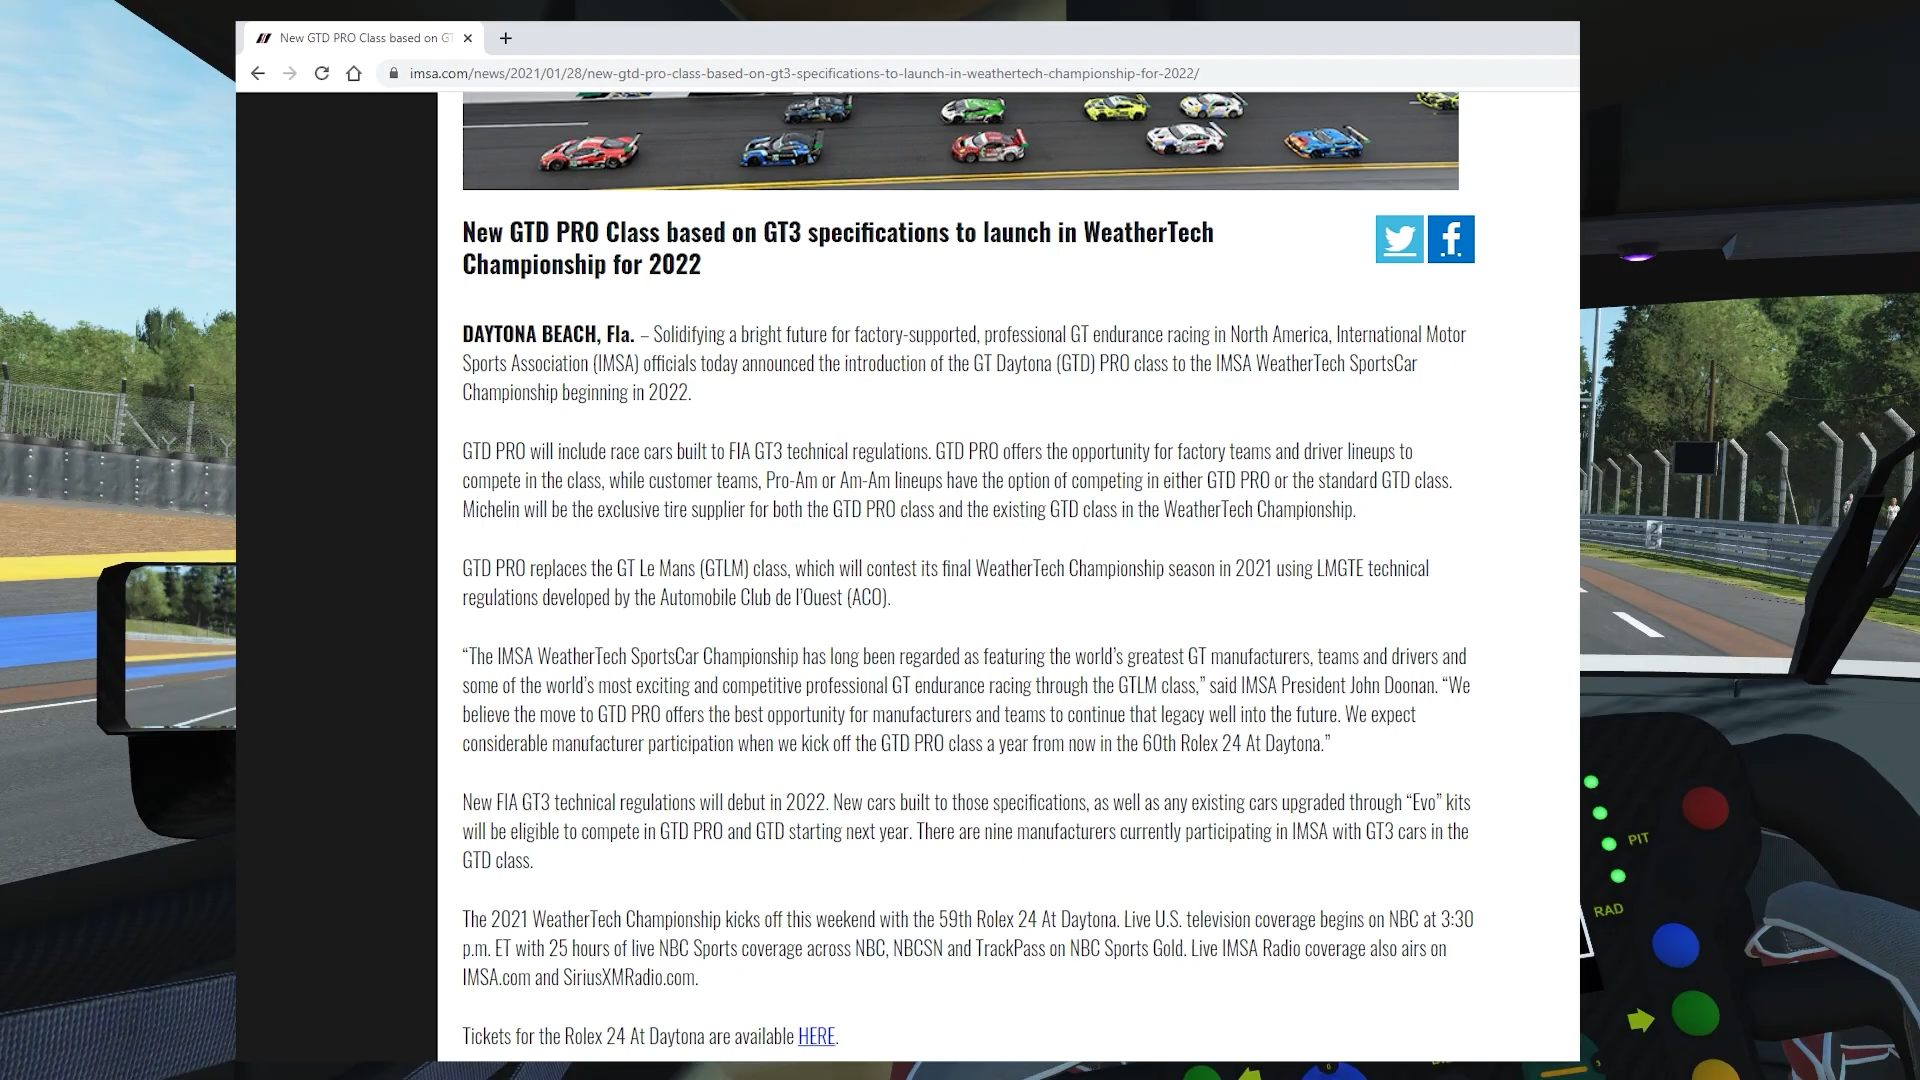 New GTD PRO Class based on GT
imsa.com/news/2021/01/28/new-gtd-pro-class-based-on-gt3-specifications-to-launch-in-weathertech-championship-for-2022/
New GTD PRO Class based on GT3 specifications to launch in WeatherTech
Championship for 2022
DAYTONA BEACH, Fla. – Solidifying a bright future for factory-supported, professional GT endurance racing in North America, International Motor
Sports Association (IMSA) officials today announced the introduction of the GT Daytona (GTD) PRO class to the IMSA WeatherTech SportsCar
Championship beginning in 2022.
GTD PRO will include race cars built to FIA GT3 technical regulations. GTD PRO offers the opportunity for factory teams and driver lineups to
compete in the class, while customer teams, Pro-Am or Am-Am lineups have the option of competing in either GTD PRO or the standard GTD class.
Michelin will be the exclusive tire supplier for both the GTD PRO class and the existing GTD class in the WeatherTech Championship.
GTD PRO replaces the GT Le Mans (GTLM) class, which will contest its final WeatherTech Championship season in 2021 using LMGTE technical
regulations developed by the Automobile Club de l’Ouest (ACO).
“The IMSA WeatherTech SportsCar Championship has long been regarded as featuring the world’s greatest GT manufacturers, teams and drivers and
some of the world’s most exciting and competitive professional GT endurance racing through the GTLM class,” said IMSA President John Doonan. “We
believe the move to GTD PRO offers the best opportunity for manufacturers and teams to continue that legacy well into the future. We expect
considerable manufacturer participation when we kick off the GTD PRO class a year from now in the 60th Rolex 24 At Daytona.”
New FIA GT3 technical regulations will debut in 2022. New cars built to those specifications, as well as any existing cars upgraded through “Evo” kits
will be eligible to compete in GTD PRO and GTD starting next year. There are nine manufacturers currently participating in IMSA with GT3 cars in the
GTD class.
The 2021 WeatherTech Championship kicks off this weekend with the 59th Rolex 24 At Daytona. Live U.S. television coverage begins on NBC at 3:30
p.m. ET with 25 hours of live NBC Sports coverage across NBC, NBCSN and TrackPass on NBC Sports Gold. Live IMSA Radio coverage also airs on
IMSA.com and SiriusXMRadio.com.
Tickets for the Rolex 24 At Daytona are available HERE.
PIT
RAD